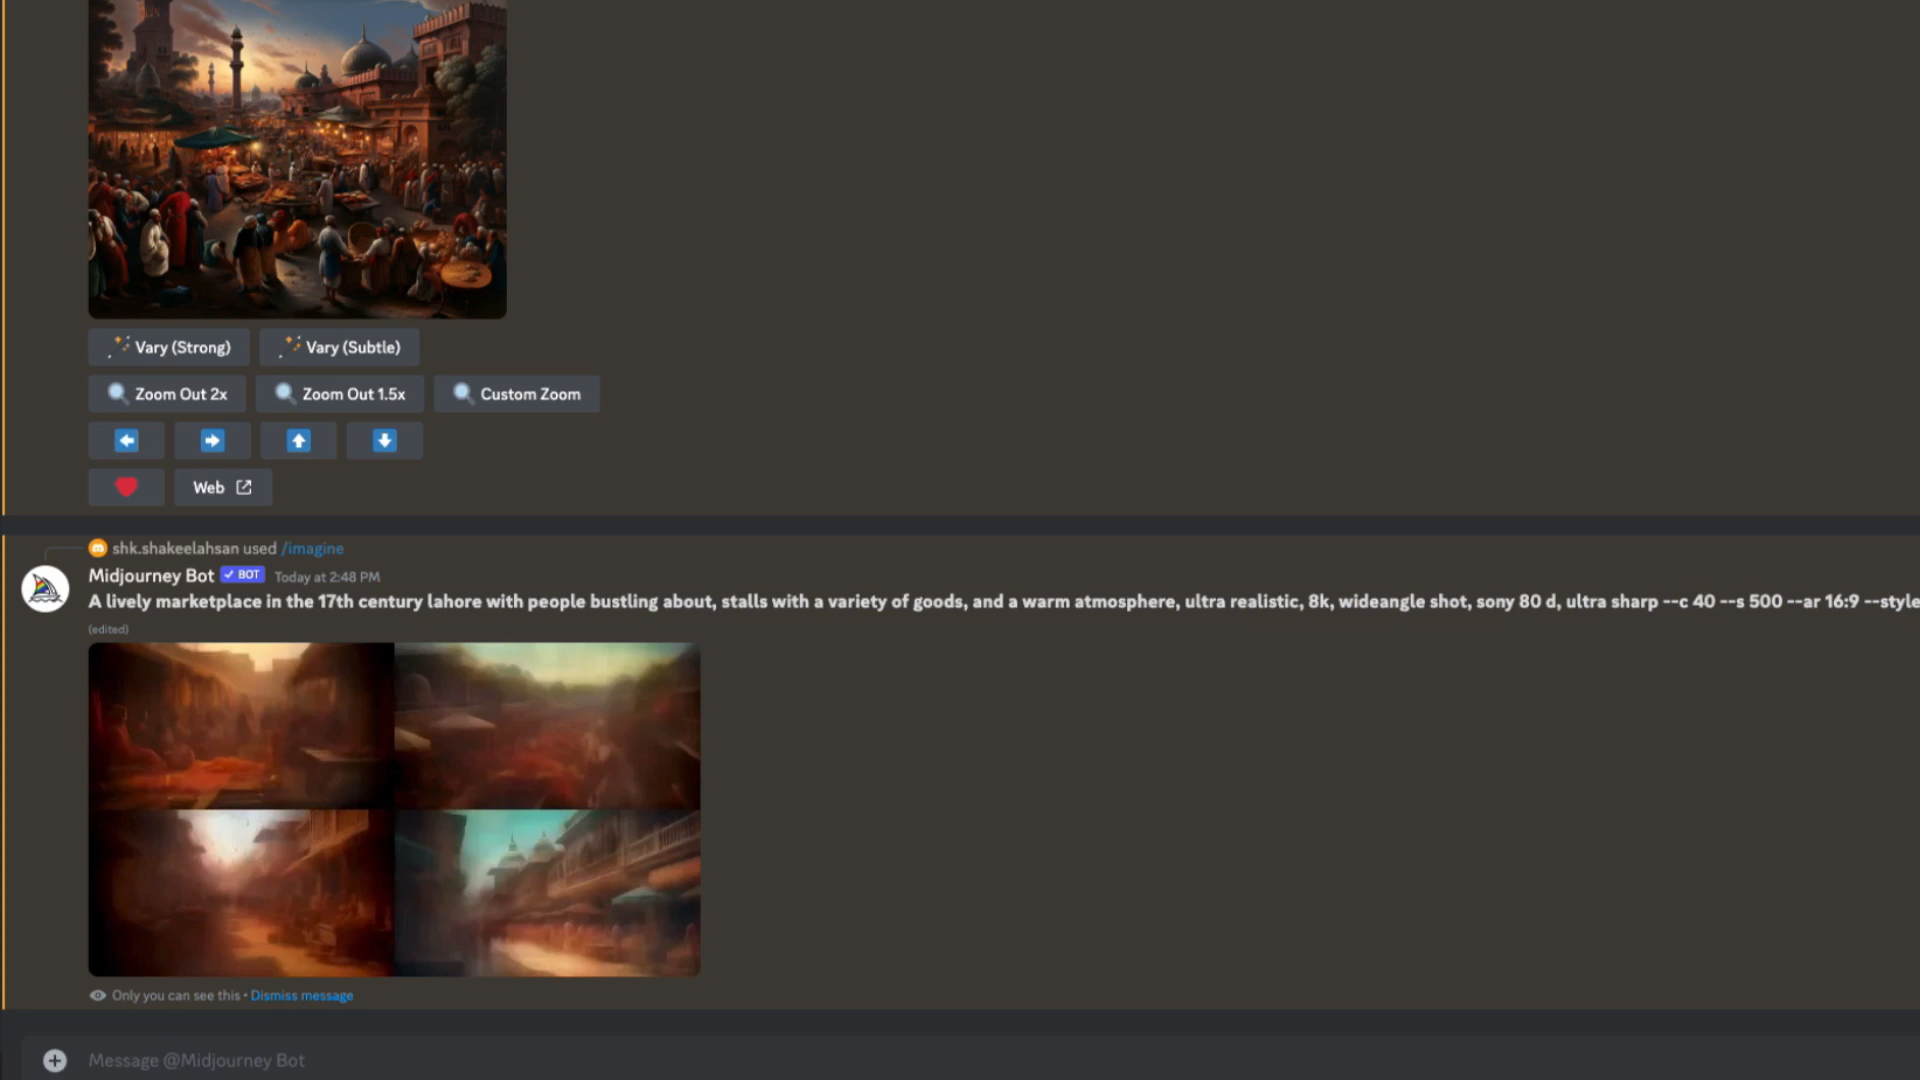 Vary (Strong) Vary (Subtle)
Zoom Out 2x Zoom Out 1.5x Custom Zoom
Web
shk.shakeelahsan used /imagine
Midjourney Bot BOT Today at 2:48 PM
A lively marketplace in the 17th century lahore with people bustling about, stalls with a variety of goods, and a warm atmosphere, ultra realistic, 8k, wideangle shot, sony 80 d, ultra sharp --c 40 --s 500 --ar 16:9 --style
(edited)
Only you can see this • Dismiss message
Message @Midjourney Bot